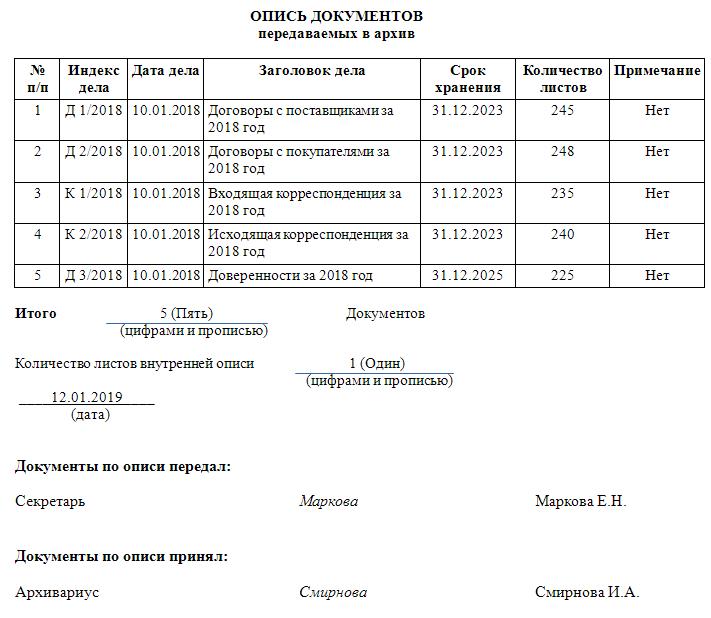 ОПИСЬ ДОКУМЕНТОВ
передаваемых в архив
№ п/п Индекс дела Дата дела Заголовок дела Срок хранения Количество листов Примечание
1 Д 1/2018 10.01.2018 Договоры с поставщиками за 31.12.2023 245 Нет
2018 год
2 Д 2/2018 10.01.2018 Договоры с покупателями за 31.12.2023 248 Нет
2018 год
3 К 1/2018 10.01.2018 Входящая корреспонденция за 31.12.2023 235 Нет
2018 год
4 К 2/2018 10.01.2018 Исходящая корреспонденция за 31.12.2023 240 Нет
2018 год
5 Д 3/2018 10.01.2018 Доверенности за 2018 год 31.12.2025 225 Нет
Итого 5 (Пять) Документов
(цифрами и прописью)
Количество листов внутренней описи 1 (Один)
(цифрами и прописью)
12.01.2019
(дата)
Документы по описи передал:
Секретарь Маркова Маркова Е.Н.
Документы по описи принял:
Архивариус Смирнова Смирнова И.А.